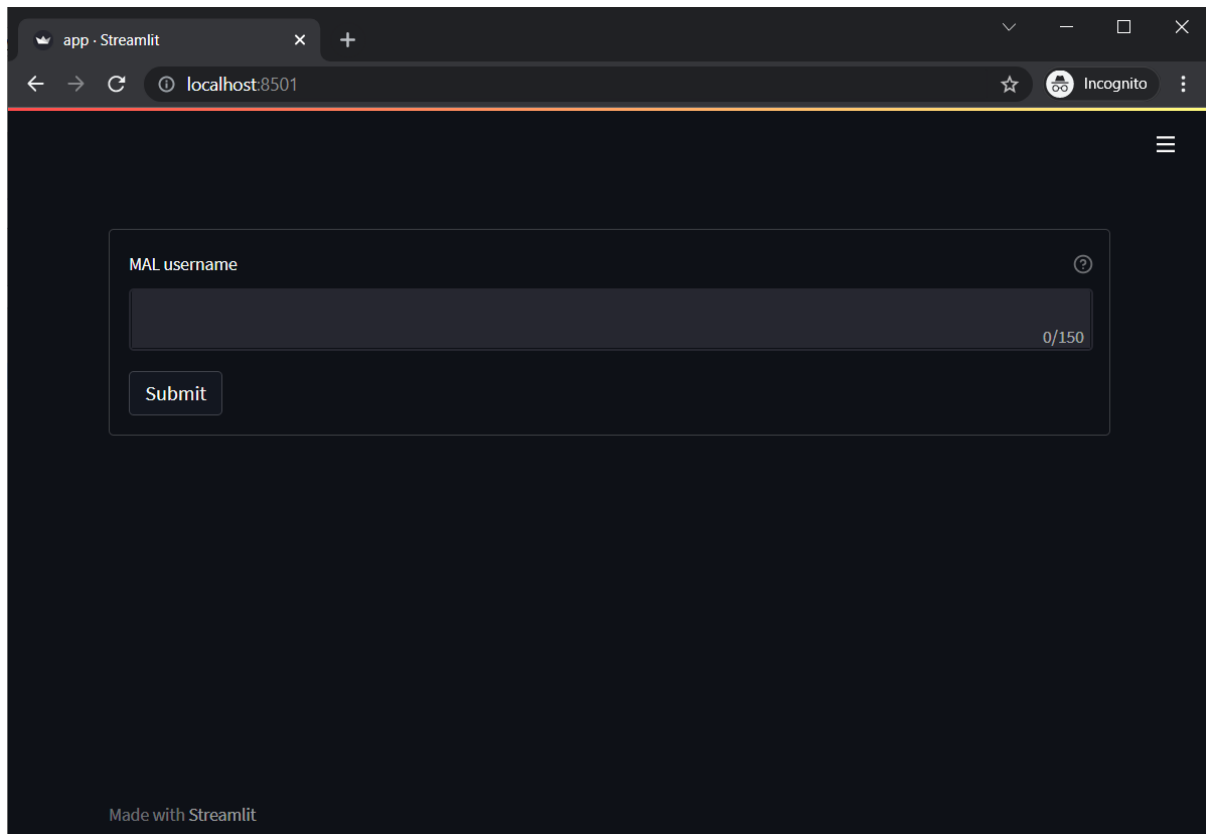 app · Streamlit
localhost:8501
Incognito
MAL username
0/150
Submit
Made with Streamlit